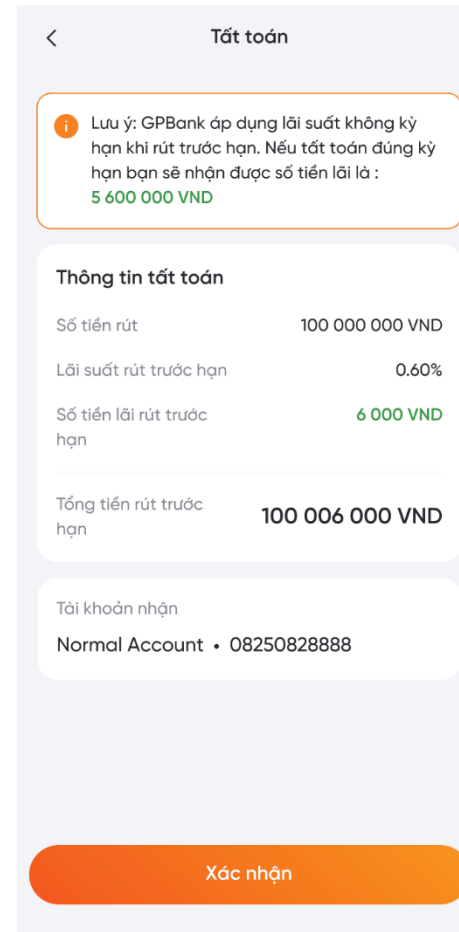 Tất toán
Lưu ý: GPBank áp dụng lãi suất không kỳ
hạn khi rút trước hạn. Nếu tất toán đúng kỳ
hạn bạn sẽ nhận được số tiền lãi là :
5 600 000 VND
Thông tin tất toán
Số tiền rút 100 000 000 VND
Lãi suất rút trước hạn 0.60%
Số tiền lãi rút trước 6 000 VND
hạn
Tổng tiền rút trước 100 006 000 VND
hạn
Tài khoản nhận
Normal Account • 08250828888
Xác nhận